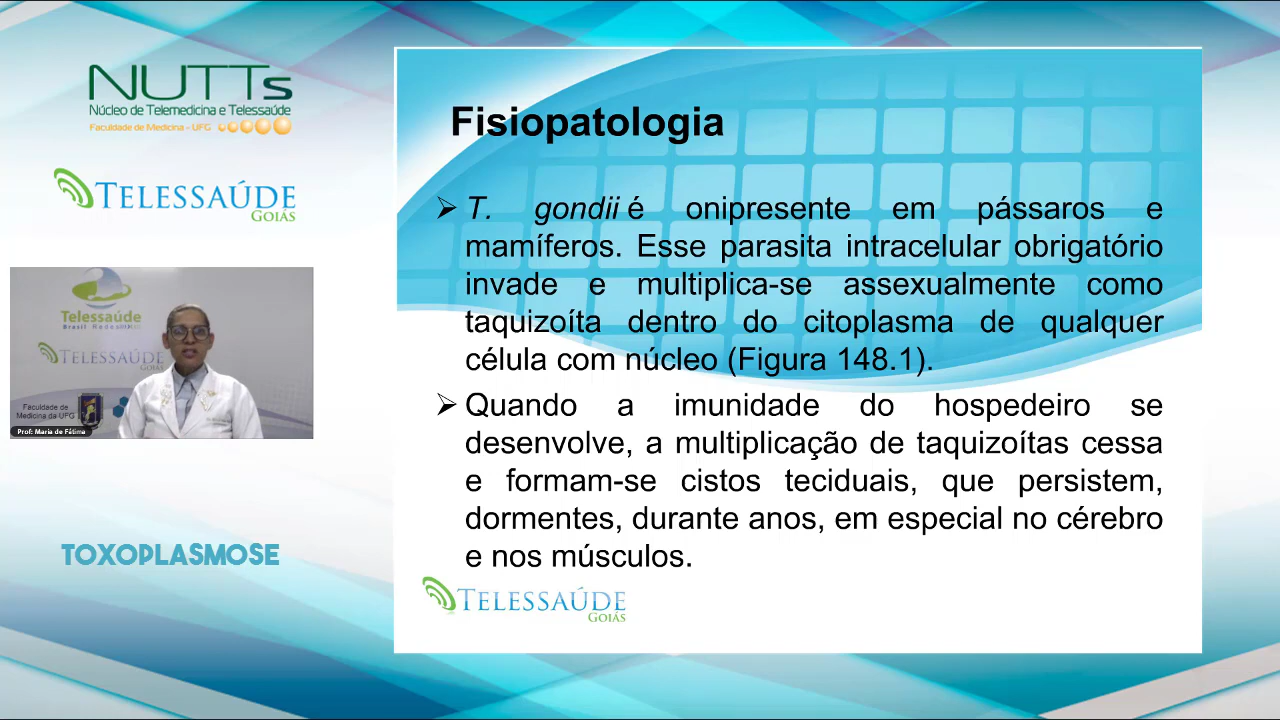 NUTTs
Núcleo de Telemedicina e Telessaúde
Faculdade de Medicina - UFG
TELESSAÚDE
GOIÁS
Telessaúde
Brasil Redes
TELESSAÚDE
Faculdade de
Medicina da UFG
Prof: Maria de Fátima
TOXOPLASMOSE
Fisiopatologia
T. gondii é onipresente em pássaros e
mamíferos. Esse parasita intracelular obrigatório
invade e multiplica-se assexualmente como
taquizoíta dentro do citoplasma de qualquer
célula com núcleo (Figura 148.1).
Quando a imunidade do hospedeiro se
desenvolve, a multiplicação de taquizoítas cessa
e formam-se cistos teciduais, que persistem,
dormentes, durante anos, em especial no cérebro
e nos músculos.
TELESSAÚDE
GOIÁS